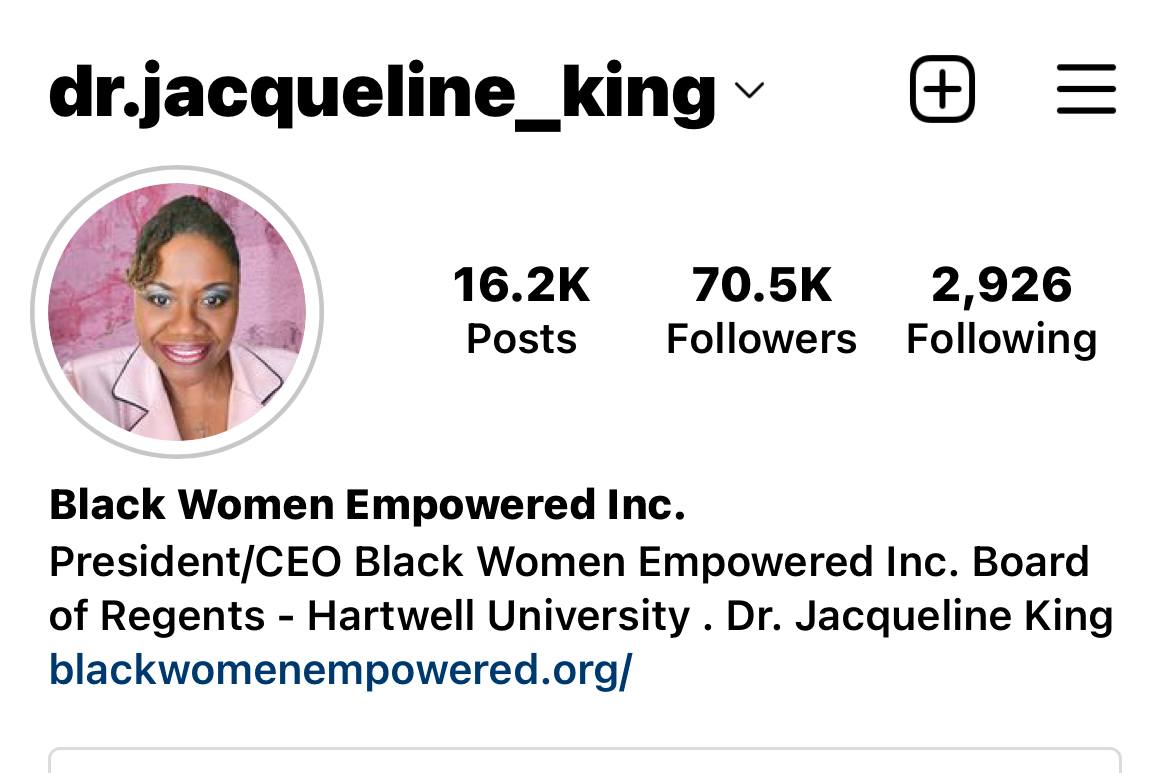 dr.jacqueline_king
16.2K 70.5K 2,926
Posts Followers Following
Black Women Empowered Inc.
President/CEO Black Women Empowered Inc. Board
of Regents - Hartwell University . Dr. Jacqueline King
blackwomenempowered.org/